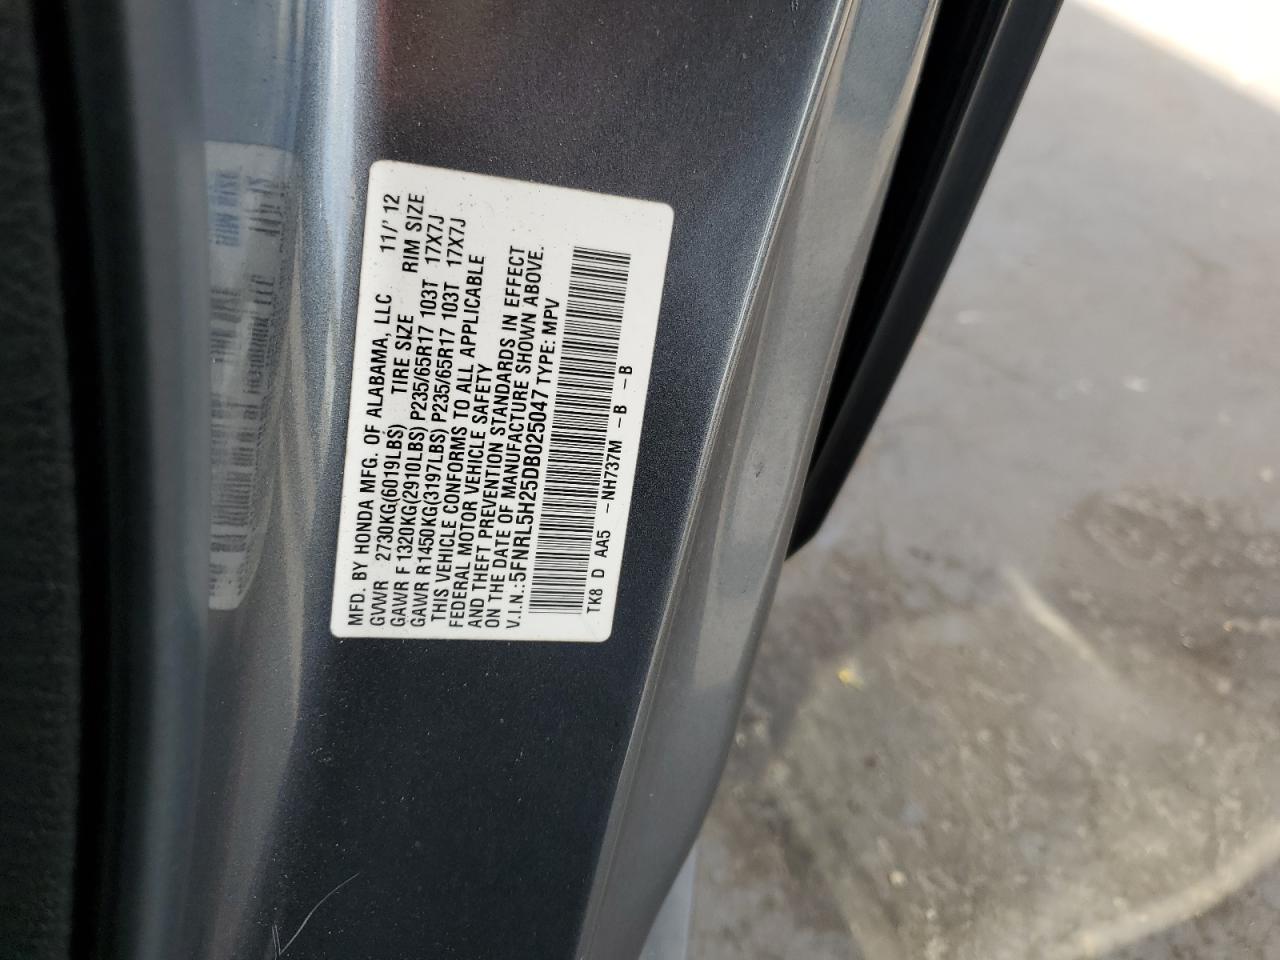 MFD. BY HONDA MFG. OF ALABAMA, LLC 11/' 12
GVWR 2730KG(6019LBS) TIRE SIZE RIM SIZE
GAWR F 1320KG(2910LBS) P235/65R17 103T 17X7J
GAWR R1450KG(3197LBS) P235/65R17 103T 17X7J
THIS VEHICLE CONFORMS TO ALL APPLICABLE
FEDERAL MOTOR VEHICLE SAFETY
AND THEFT PREVENTION STANDARDS IN EFFECT
ON THE DATE OF MANUFACTURE SHOWN ABOVE.
V.I.N.:5FNRL5H25DB025047 TYPE: MPV
TK8 D AA5 -NH737M -B -B